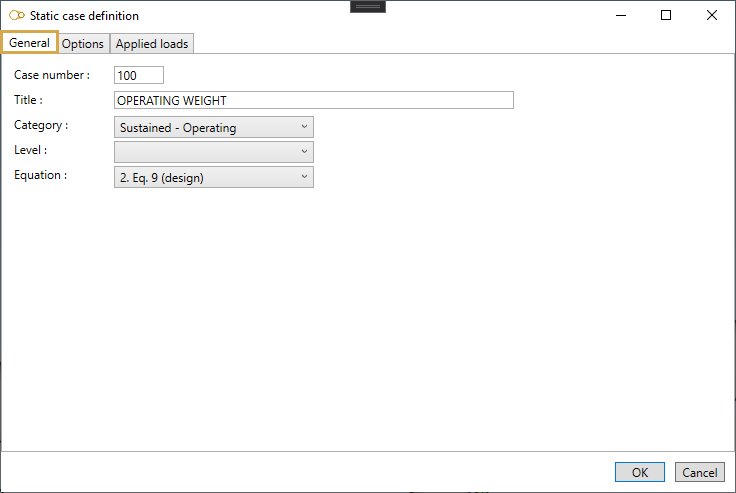 Static case definition
General Options Applied loads
Case number : 100
Title : OPERATING WEIGHT
Category : Sustained - Operating
Level :
Equation : 2. Eq. 9 (design)
OK Cancel